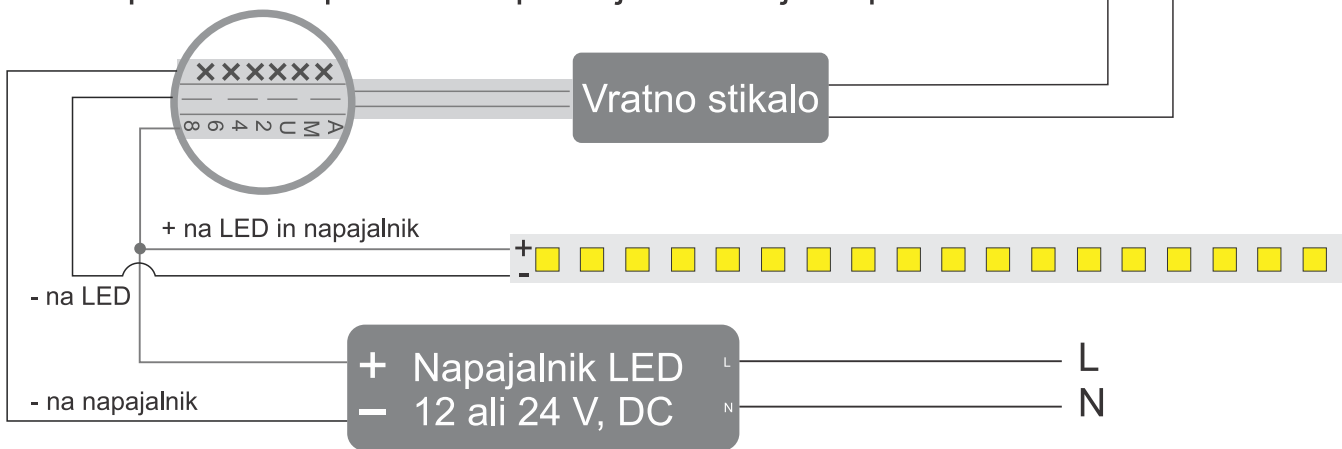 ××××××
8 6 4 2 U M A
Vratno stikalo
+ na LED in napajalnik
+
-
- na LED
+ Napajalnik LED L
– 12 ali 24 V, DC N
L
N
- na napajalnik